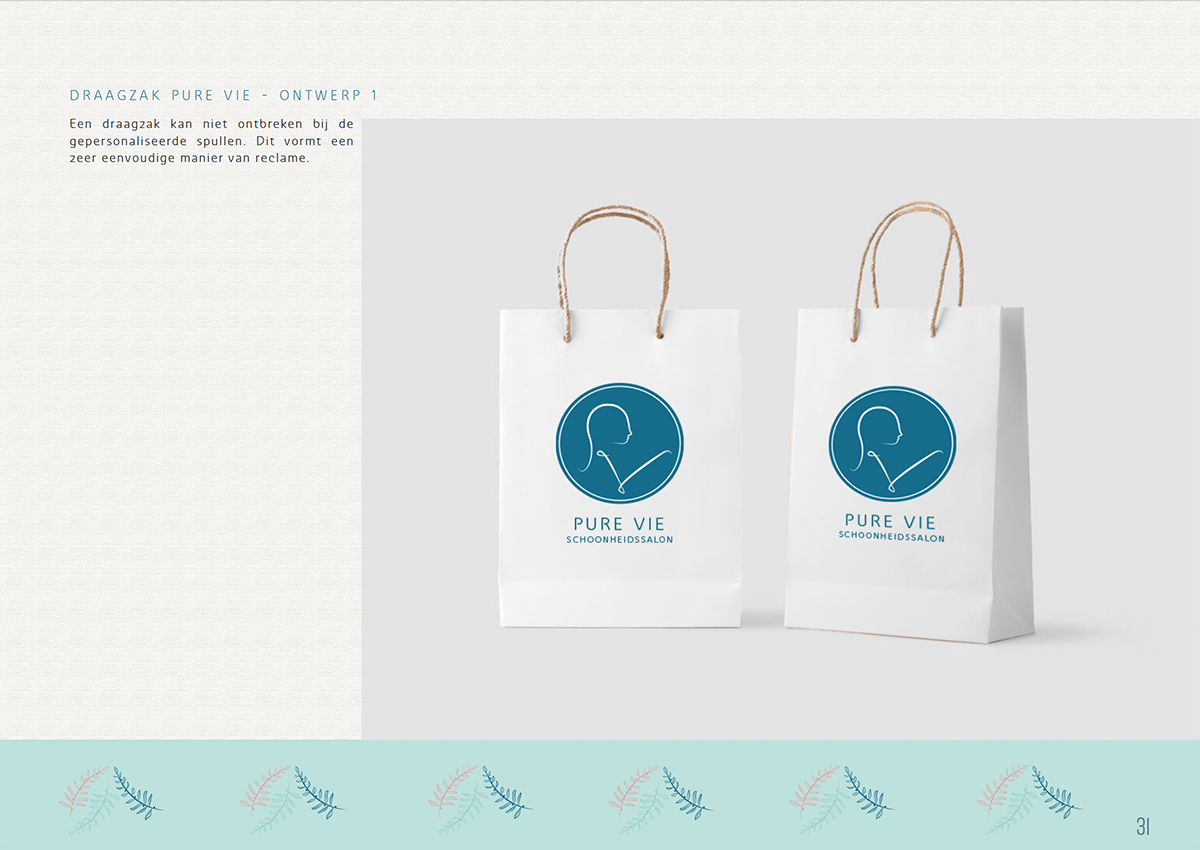 DRAAGZAK PURE VIE - ONTWERP 1
Een draagzak kan niet ontbreken bij de
gepersonaliseerde spullen. Dit vormt een
zeer eenvoudige manier van reclame.
PURE VIE
SCHOONHEIDSSALON
PURE VIE
SCHOONHEIDSSALON
31